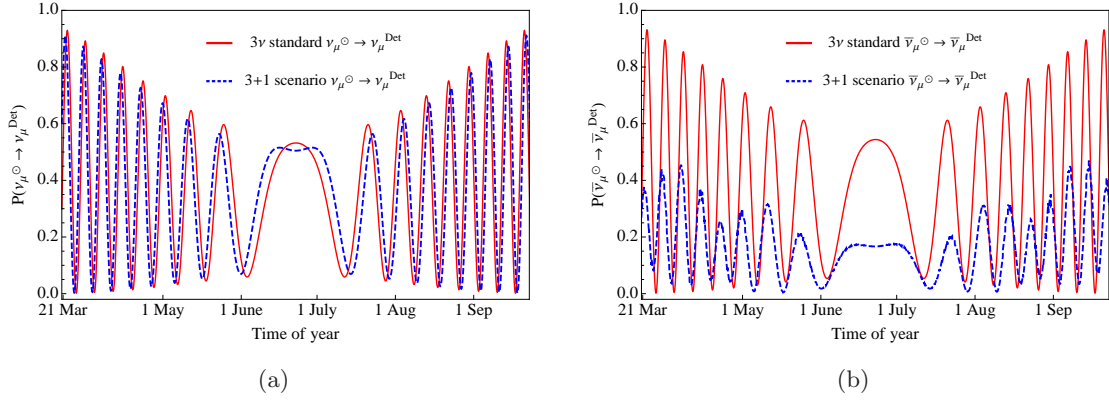 1.0
0.8
0.6
0.4
0.2
0.0
P(ν_μ^⊙ → ν_μ^Det)
3ν standard ν_μ^⊙ → ν_μ^Det
3+1 scenario ν_μ^⊙ → ν_μ^Det
21 Mar 1 May 1 June 1 July 1 Aug 1 Sep
Time of year
(a)
1.0
0.8
0.6
0.4
0.2
0.0
P(ν̅_μ^⊙ → ν̅_μ^Det)
3ν standard ν̅_μ^⊙ → ν̅_μ^Det
3+1 scenario ν̅_μ^⊙ → ν̅_μ^Det
21 Mar 1 May 1 June 1 July 1 Aug 1 Sep
Time of year
(b)